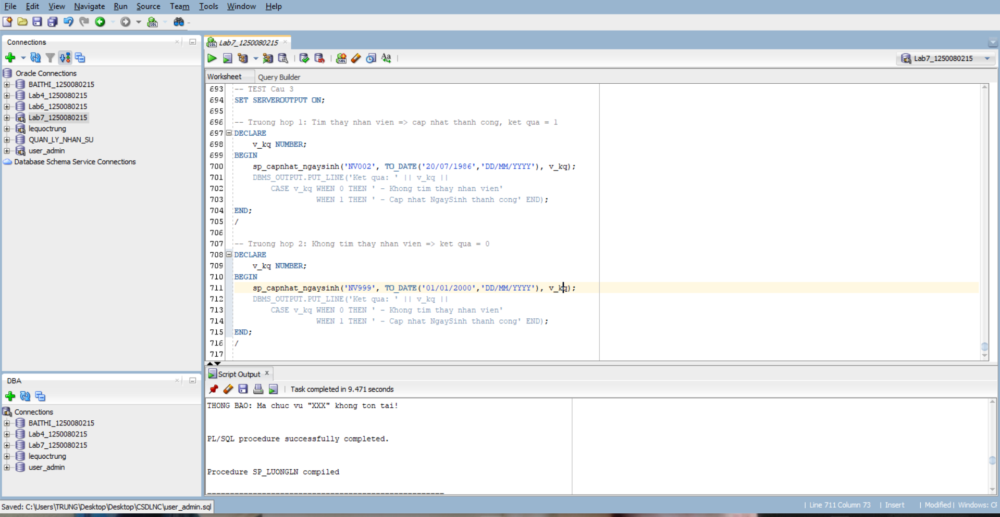 File Edit View Navigate Run Source Team Tools Window Help
Connections
Oracle Connections
BAITHI_1250080215
Lab4_1250080215
Lab6_1250080215
Lab7_1250080215
lequoctrung
QUAN_LY_NHAN_SU
user_admin
Database Schema Service Connections
DBA
Connections
BAITHI_1250080215
Lab4_1250080215
Lab7_1250080215
lequoctrung
user_admin
Lab7_1250080215
Lab7_1250080215
Worksheet Query Builder
693 -- TEST Cau 3
694 SET SERVEROUTPUT ON;
695
696 -- Truong hop 1: Tim thay nhan vien => cap nhat thanh cong, ket qua = 1
697 DECLARE
698 v_kq NUMBER;
699 BEGIN
700 sp_capnhat_ngaysinh('NV002', TO_DATE('20/07/1986','DD/MM/YYYY'), v_kq);
701 DBMS_OUTPUT.PUT_LINE('Ket qua: ' || v_kq ||
702 CASE v_kq WHEN 0 THEN ' - Khong tim thay nhan vien'
703 WHEN 1 THEN ' - Cap nhat NgaySinh thanh cong' END);
704 END;
705 /
706
707 -- Truong hop 2: Khong tim thay nhan vien => ket qua = 0
708 DECLARE
709 v_kq NUMBER;
710 BEGIN
711 sp_capnhat_ngaysinh('NV999', TO_DATE('01/01/2000','DD/MM/YYYY'), v_kq);
712 DBMS_OUTPUT.PUT_LINE('Ket qua: ' || v_kq ||
713 CASE v_kq WHEN 0 THEN ' - Khong tim thay nhan vien'
714 WHEN 1 THEN ' - Cap nhat NgaySinh thanh cong' END);
715 END;
716 /
717
Script Output
Task completed in 9.471 seconds
THONG BAO: Ma chuc vu "XXX" khong ton tai!
PL/SQL procedure successfully completed.
Procedure SP_LUONGLN compiled
----------------------------------------------------
Saved: C:\Users\TRUNG\Desktop\Desktop\CSDLNC\user_admin.sql
| Line 711 Column 73 | Insert | Modified | Windows: CF